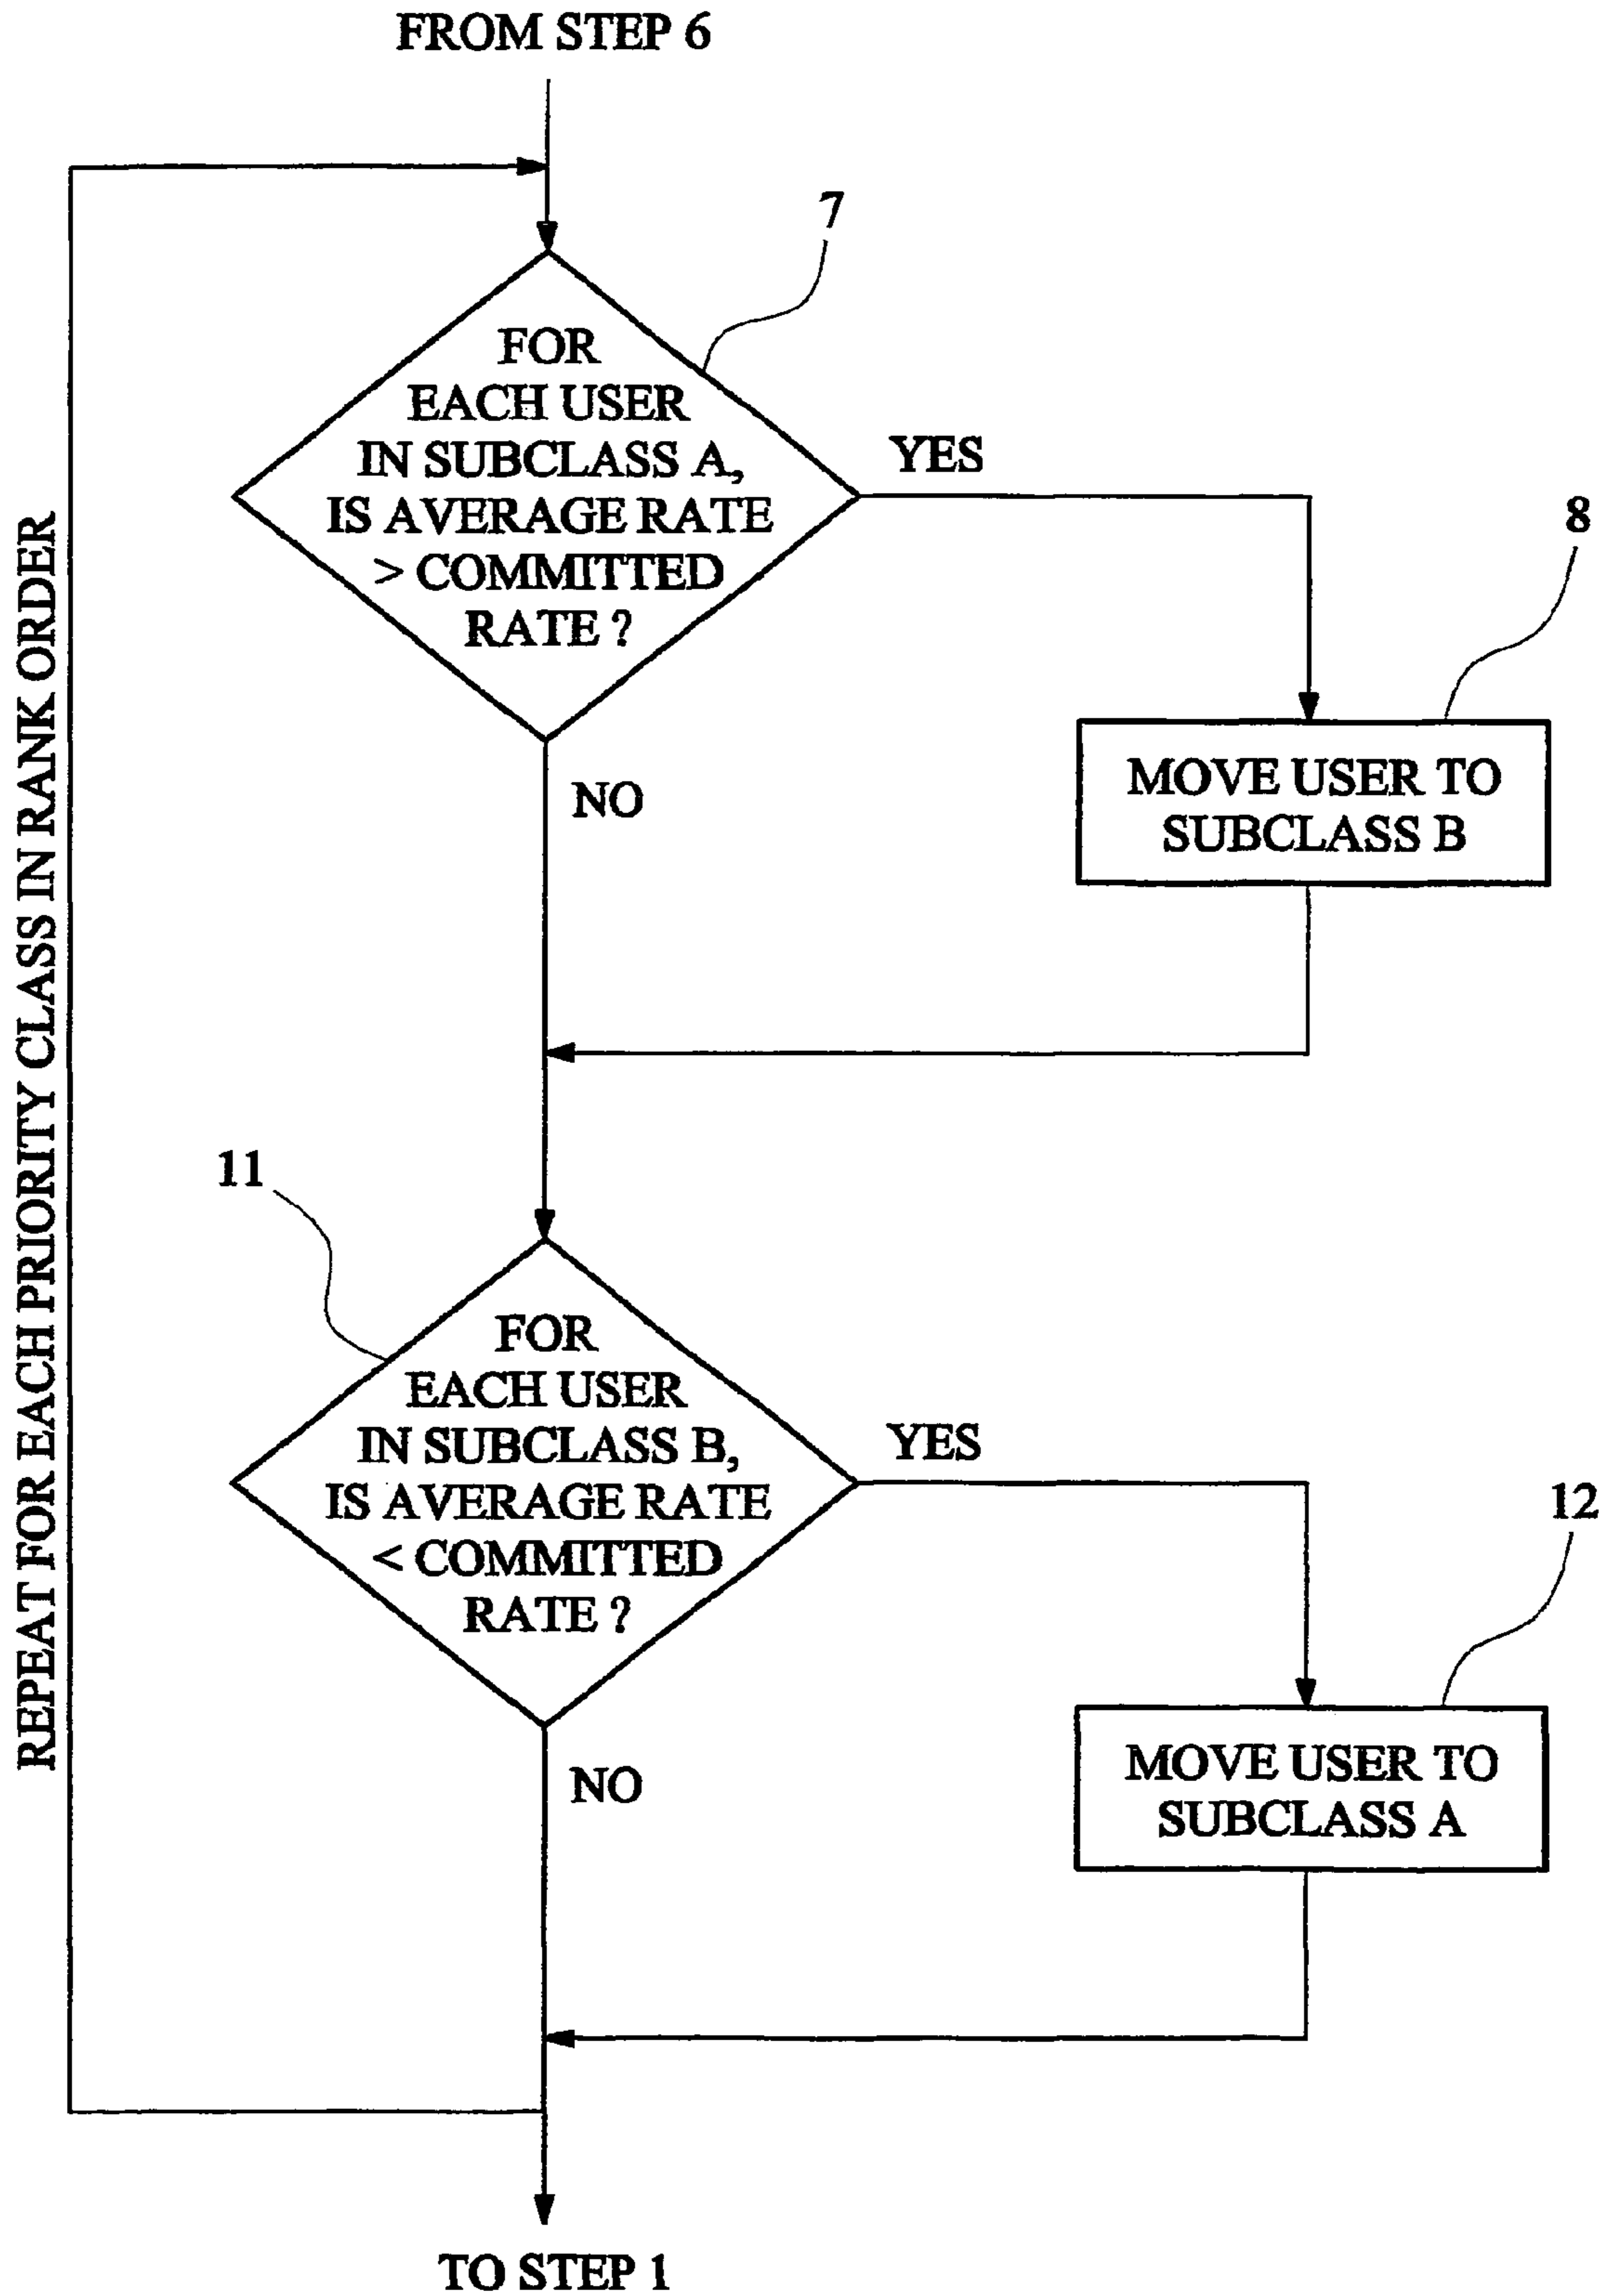 FROM STEP 6
7
FOR
EACH USER
IN SUBCLASS A,
IS AVERAGE RATE
> COMMITTED
RATE ?
YES
8
MOVE USER TO
SUBCLASS B
NO
REPEAT FOR EACH PRIORITY CLASS IN RANK ORDER
11
FOR
EACH USER
IN SUBCLASS B,
IS AVERAGE RATE
< COMMITTED
RATE ?
YES
12
MOVE USER TO
SUBCLASS A
NO
TO STEP 1